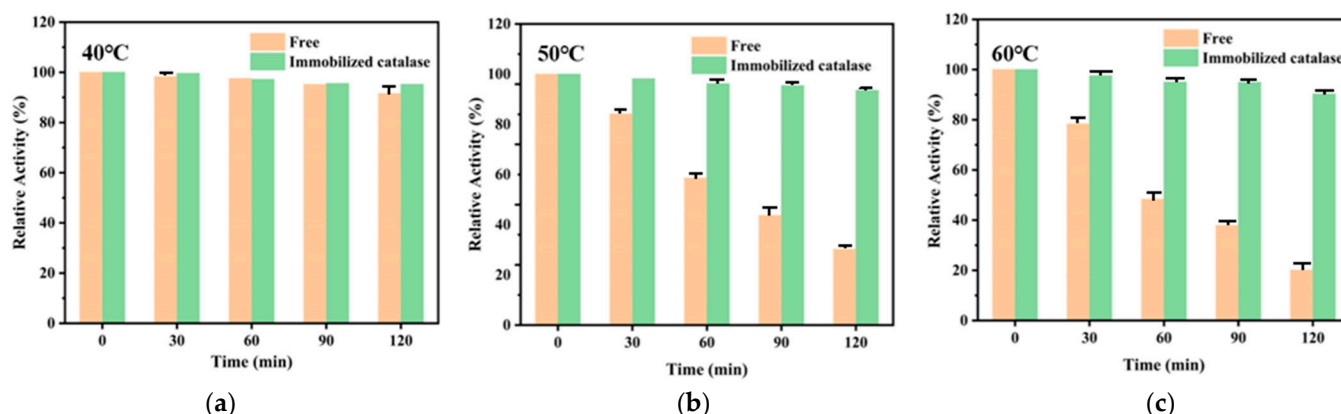 120
100
80
60
40
20
0
Relative Activity (%)
40°C
Free
Immobilized catalase
0 30 60 90 120
Time (min)
(a)
120
100
80
60
40
20
0
Relative Activity (%)
50°C
Free
Immobilized catalase
0 30 60 90 120
Time (min)
(b)
120
100
80
60
40
20
0
Relative Activity (%)
60°C
Free
Immobilized catalase
0 30 60 90 120
Time (min)
(c)